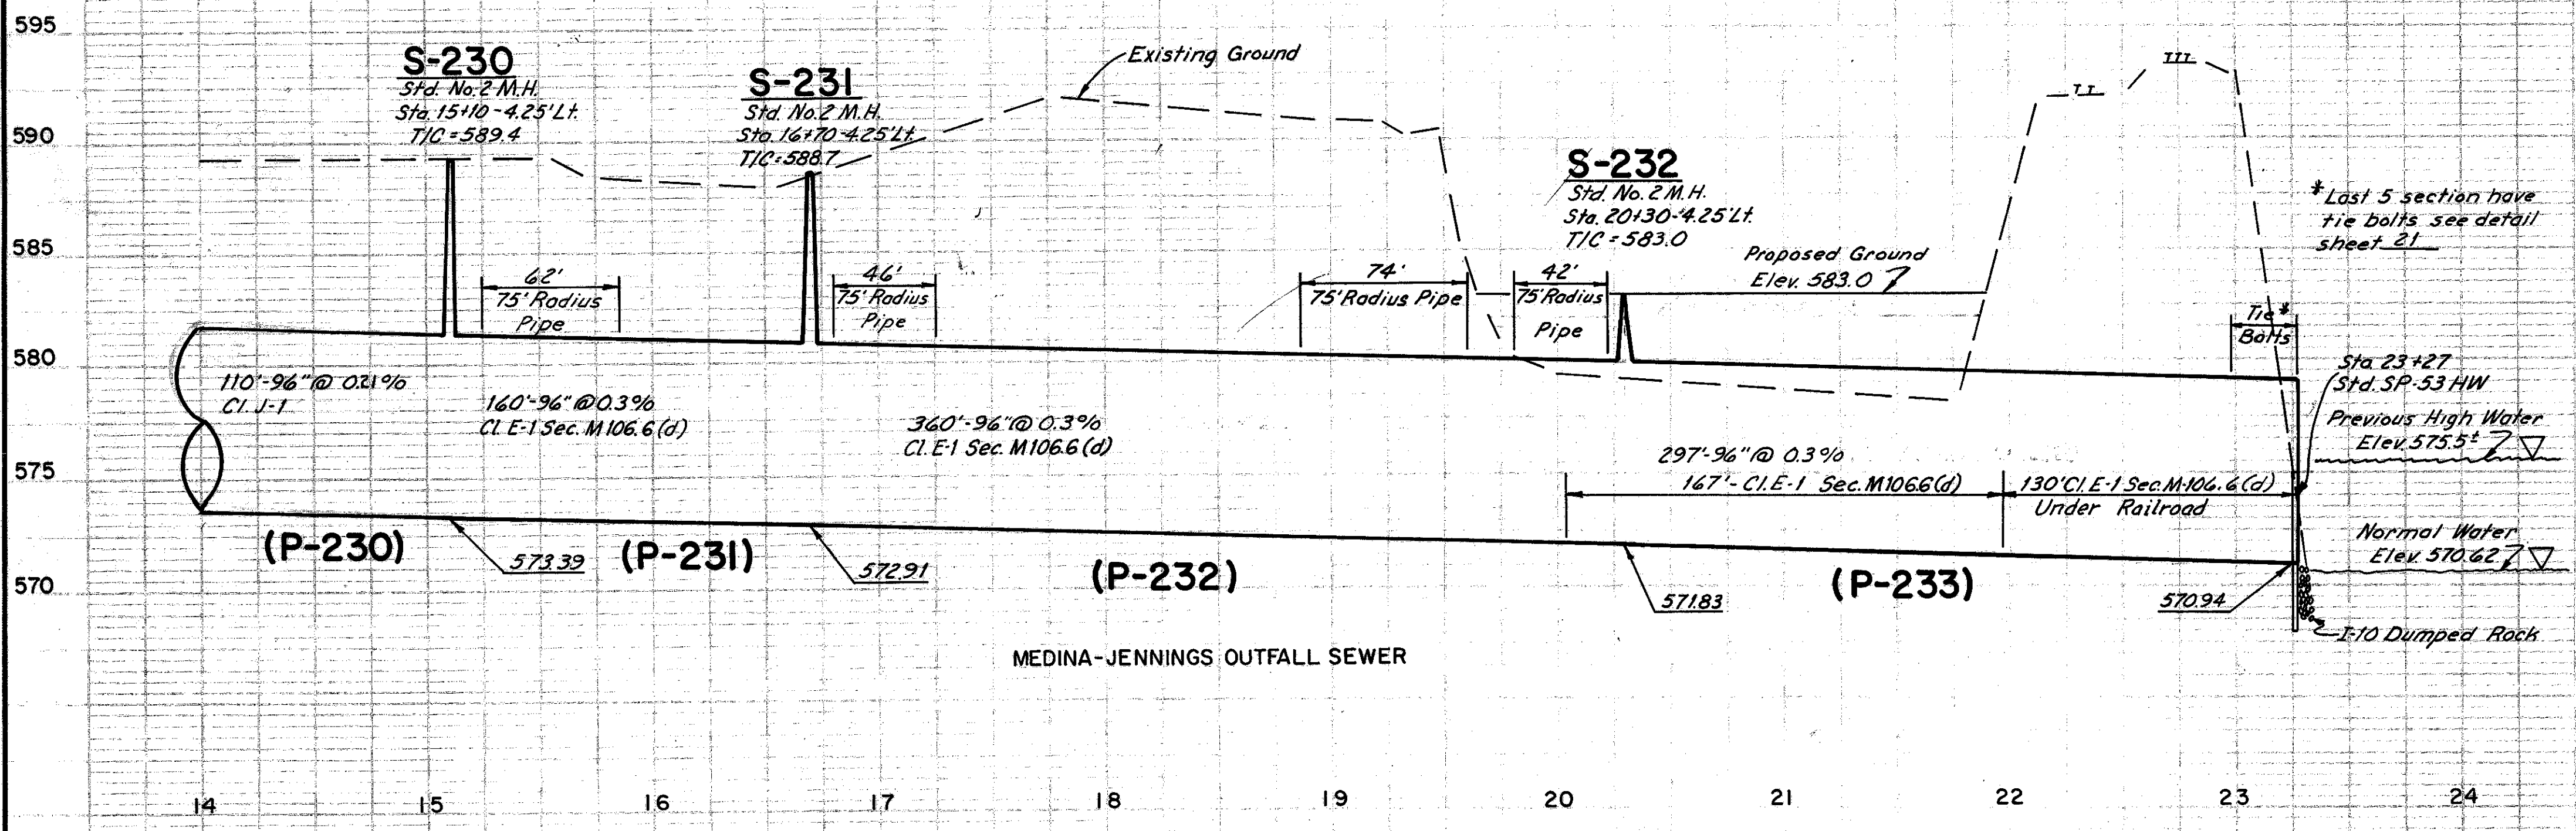 595
590
585
580
575
570
S-230
Std. No. 2 M.H.
Sta. 15+10-4.25' Lt.
T/C = 589.4
S-231
Std. No. 2 M.H.
Sta. 16+70-4.25' Lt.
T/C = 588.7
Existing Ground
S-232
Std. No. 2 M.H.
Sta. 20+30-4.25' Lt.
T/C = 583.0
Proposed Ground
Elev. 583.0
* Last 5 section have
tie bolts see detail
sheet 21
62'
75' Radius
Pipe
46'
75' Radius
Pipe
74'
75' Radius Pipe
42'
75' Radius
Pipe
Tie *
Bolts
Sta. 23+27
Std. SP-53 HW
Previous High Water
Elev. 575.5±
Normal Water
Elev. 570.62
110'-96" @ 0.21%
Cl. J-1
160'-96" @ 0.3%
Cl. E-1 Sec. M106.6 (d)
360'-96" @ 0.3%
Cl. E-1 Sec. M106.6 (d)
297'-96" @ 0.3%
167'- Cl. E-1 Sec. M106.6 (d)
130' Cl. E-1 Sec. M-106.6 (d)
Under Railroad
(P-230)
573.39
(P-231)
572.91
(P-232)
571.83
(P-233)
570.94
I-10 Dumped Rock
MEDINA-JENNINGS OUTFALL SEWER
14 15 16 17 18 19 20 21 22 23 24